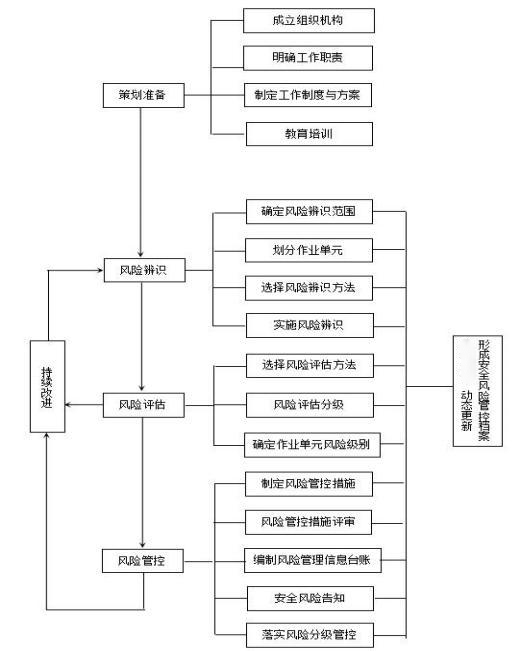 成立组织机构
明确工作职责
策划准备
制定工作制度与方案
教育培训
确定风险辨识范围
划分作业单元
风险辨识
选择风险辨识方法
实施风险辨识
持续改进
选择风险评估方法
风险评估
风险评估分级
确定作业单元风险级别
形成安全风险管控档案
动态更新
制定风险管控措施
风险管控措施评审
风险管控
编制风险管理信息台账
安全风险告知
落实风险分级管控